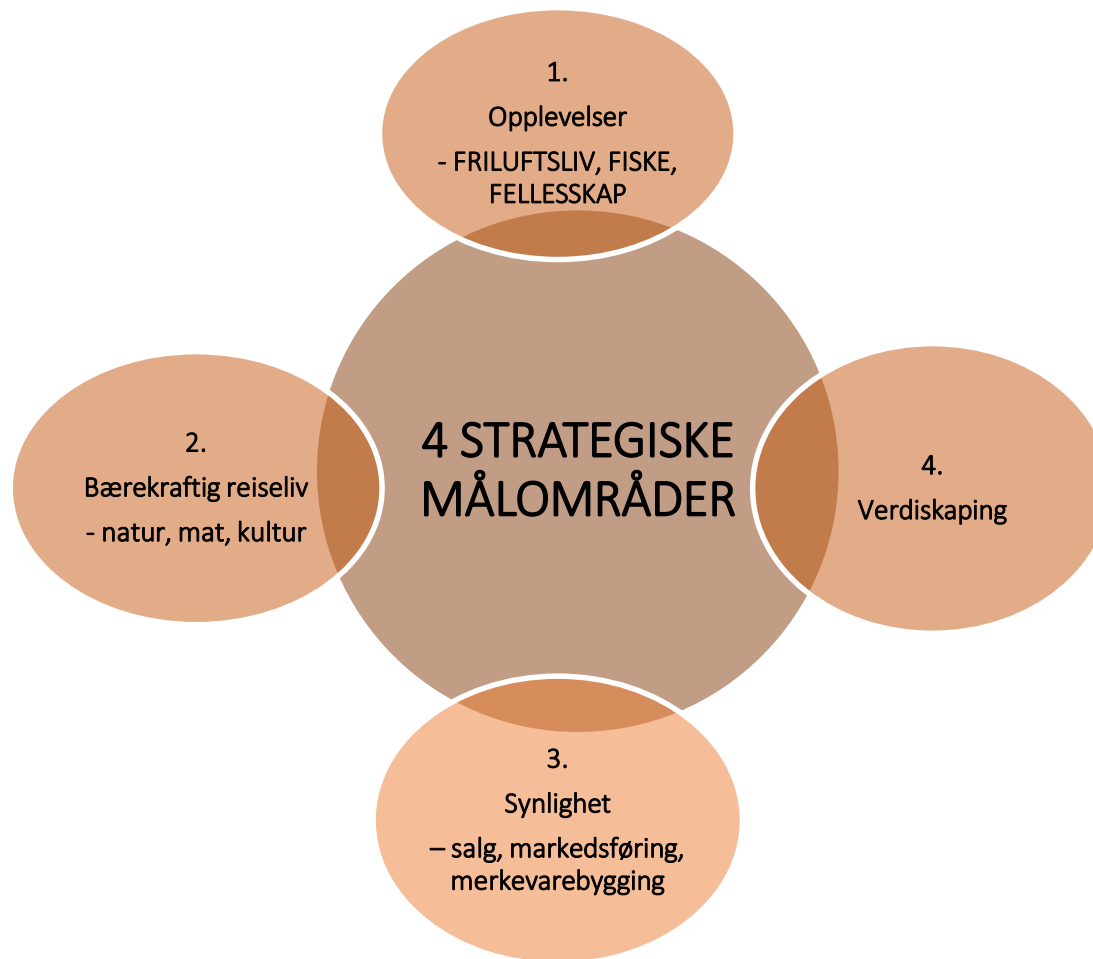 1.
Opplevelser
- FRILUFTSLIV, FISKE,
FELLESSKAP
2.
Bærekraftig reiseliv
- natur, mat, kultur
4 STRATEGISKE
MÅLOMRÅDER
4.
Verdiskaping
3.
Synlighet
– salg, markedsføring,
merkevarebygging